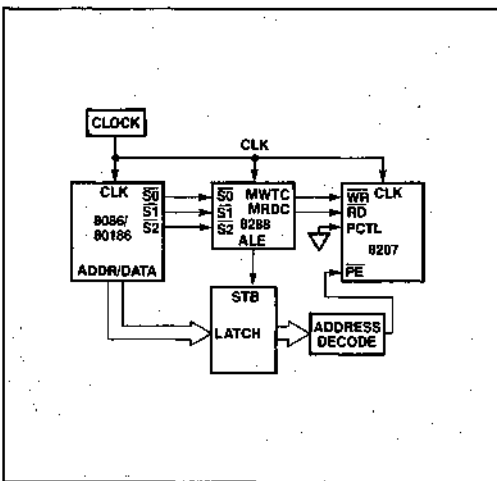 CLOCK
CLK
CLK
8086/
80186
S0
S1
S2
ADDR/DATA
S0
S1
S2
MWTC
MRDC
8288
ALE
CLK
WR
RD
PCTL
8207
PE
STB
LATCH
ADDRESS
DECODE